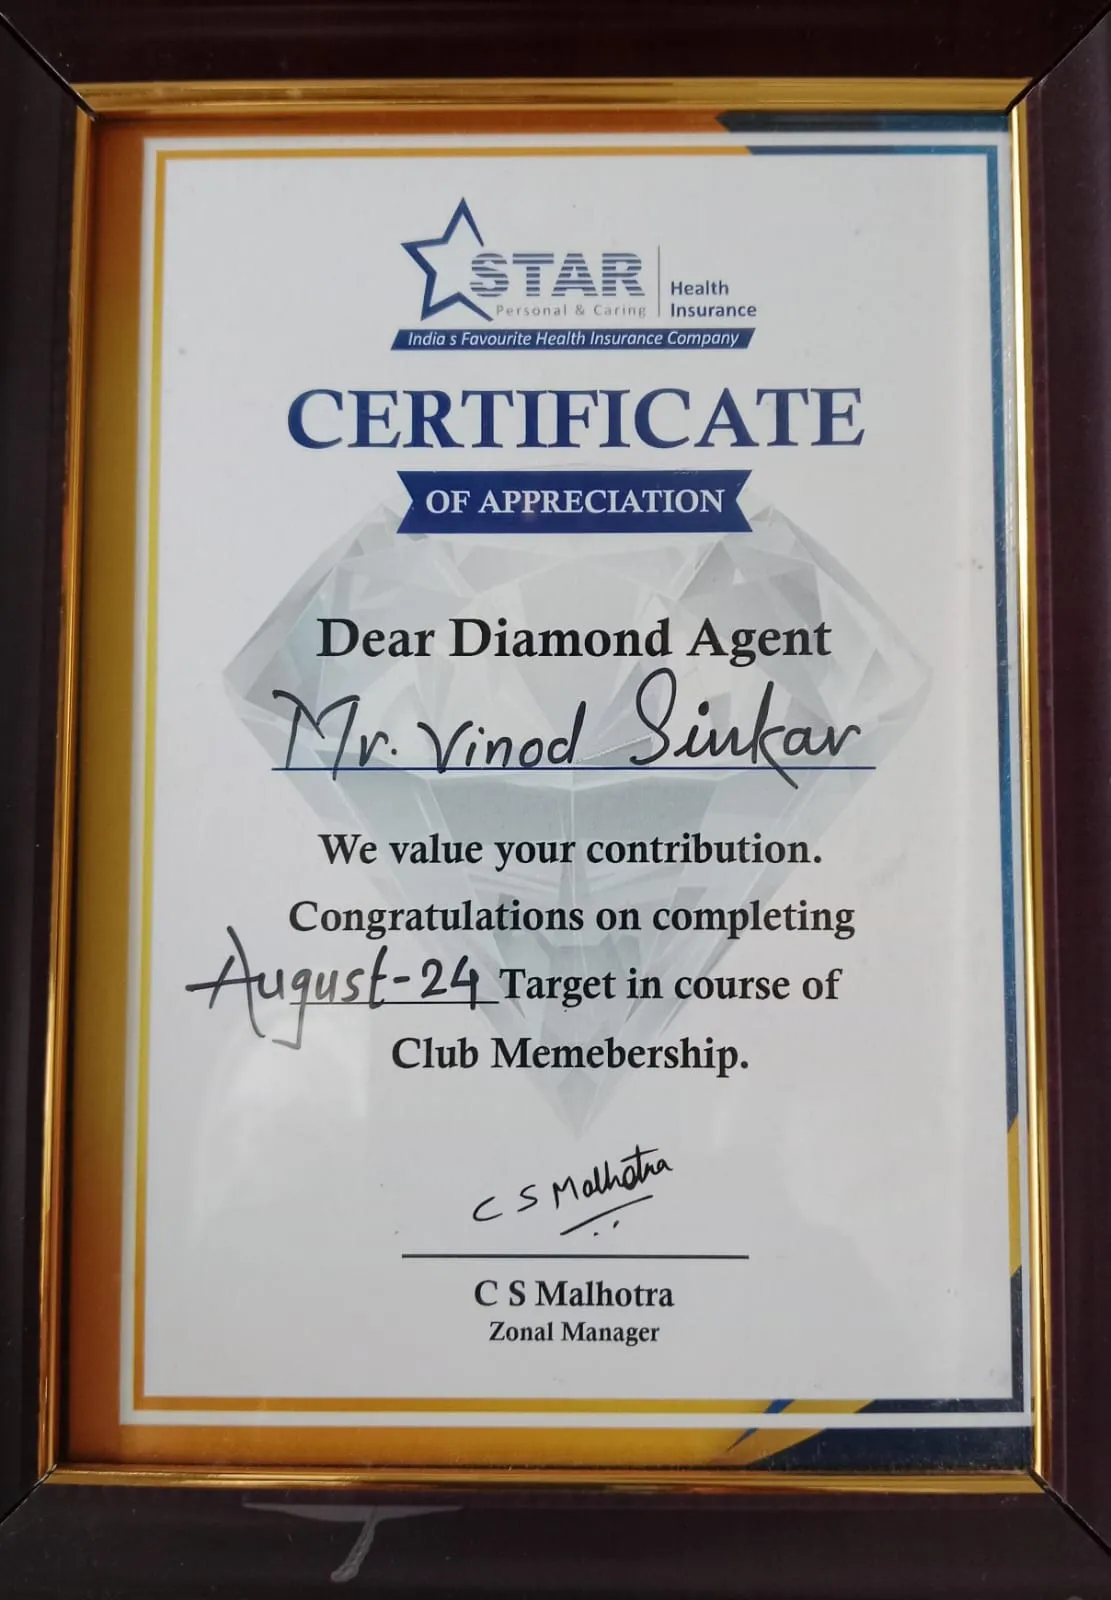 STAR
Personal & Caring
Health
Insurance
India s Favourite Health Insurance Company
CERTIFICATE
OF APPRECIATION
Dear Diamond Agent
Mr. Vinod Sinkar
We value your contribution.
Congratulations on completing
August-24 Target in course of
Club Memebership.
C S Malhotra
C S Malhotra
Zonal Manager